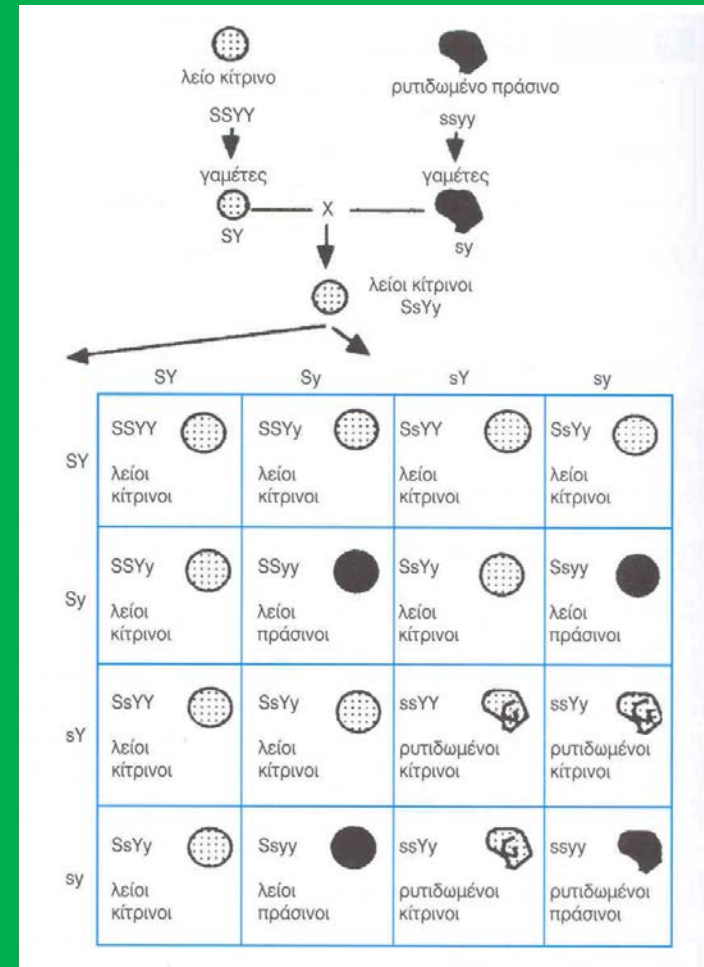 λείο κίτρινο
ρυτιδωμένο πράσινο
SSYY
ssyy
γαμέτες
γαμέτες
X
SY
sy
λείοι κίτρινοι
SsYy
SY Sy sY sy
SY
SSYY
λείοι
κίτρινοι
SSYy
λείοι
κίτρινοι
SsYY
λείοι
κίτρινοι
SsYy
λείοι
κίτρινοι
Sy
SSYy
λείοι
κίτρινοι
SSyy
λείοι
πράσινοι
SsYy
λείοι
κίτρινοι
Ssyy
λείοι
πράσινοι
sY
SsYY
λείοι
κίτρινοι
SsYy
λείοι
κίτρινοι
ssYY
ρυτιδωμένοι
κίτρινοι
ssYy
ρυτιδωμένοι
κίτρινοι
sy
SsYy
λείοι
κίτρινοι
Ssyy
λείοι
πράσινοι
ssYy
ρυτιδωμένοι
κίτρινοι
ssyy
ρυτιδωμένοι
πράσινοι